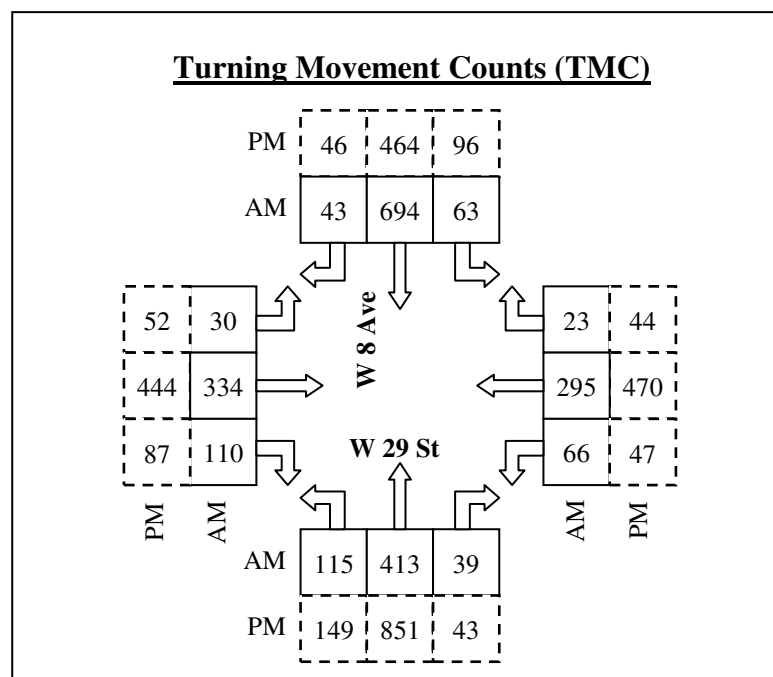 Turning Movement Counts (TMC)
PM 46 464 96
AM 43 694 63
52 30 23 44
W 8 Ave
444 334 295 470
87 110 W 29 St 66 47
PM AM AM PM
AM 115 413 39
PM 149 851 43